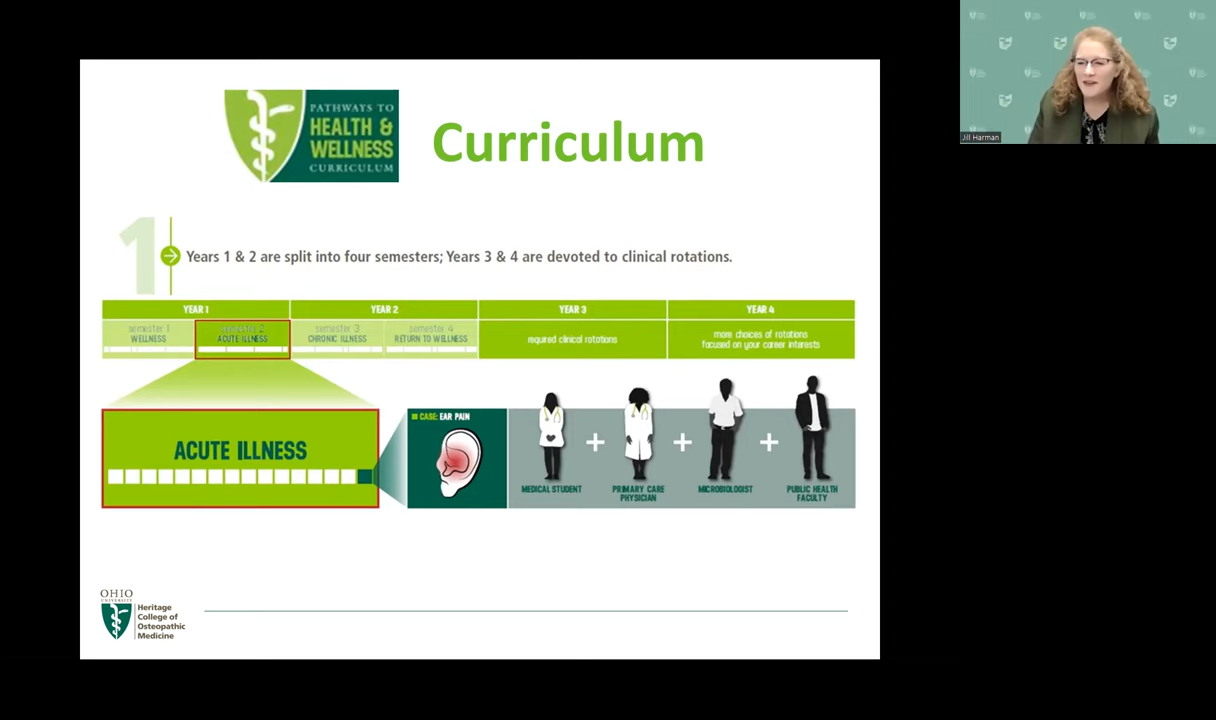 Jill Harman
PATHWAYS TO
HEALTH &
WELLNESS
CURRICULUM
Curriculum
1
Years 1 & 2 are split into four semesters; Years 3 & 4 are devoted to clinical rotations.
YEAR 1
YEAR 2
YEAR 3
YEAR 4
semester 1
WELLNESS
semester 2
ACUTE ILLNESS
semester 3
CHRONIC ILLNESS
semester 4
RETURN TO WELLNESS
required clinical rotations
more choices of rotations
focused on your career interests
ACUTE ILLNESS
CASE: EAR PAIN
MEDICAL STUDENT
+
PRIMARY CARE
PHYSICIAN
+
MICROBIOLOGIST
+
PUBLIC HEALTH
FACULTY
OHIO
UNIVERSITY
Heritage
College of
Osteopathic
Medicine